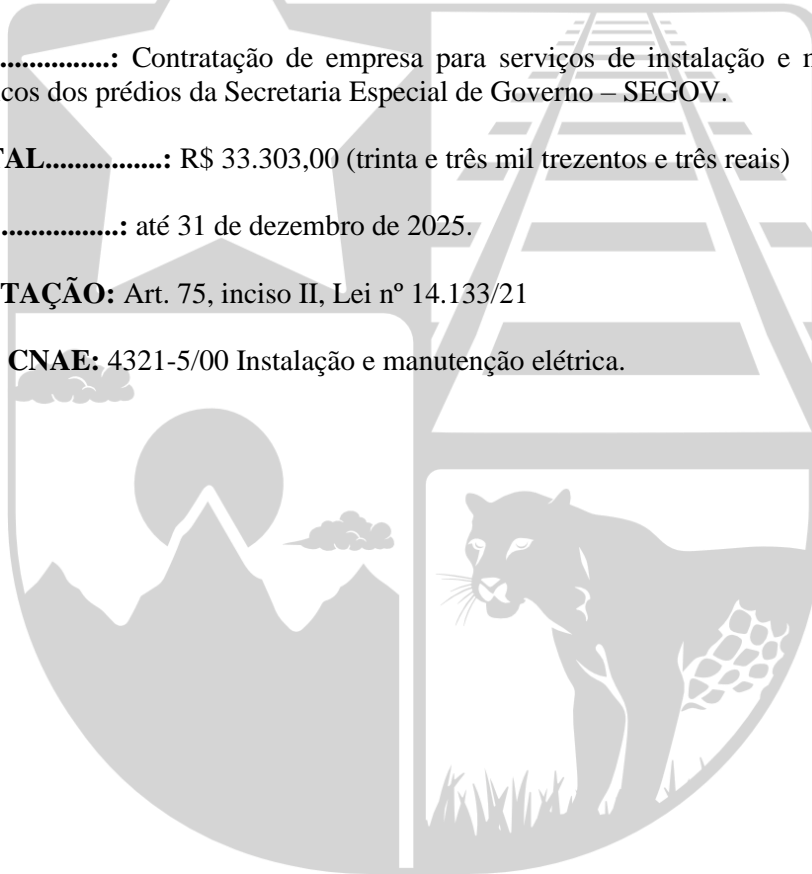 ...............: Contratação de empresa para serviços de instalação e
cos dos prédios da Secretaria Especial de Governo – SEGOV.
TAL................: R$ 33.303,00 (trinta e três mil trezentos e três reais)
................: até 31 de dezembro de 2025.
TAÇÃO: Art. 75, inciso II, Lei nº 14.133/21
CNAE: 4321-5/00 Instalação e manutenção elétrica.